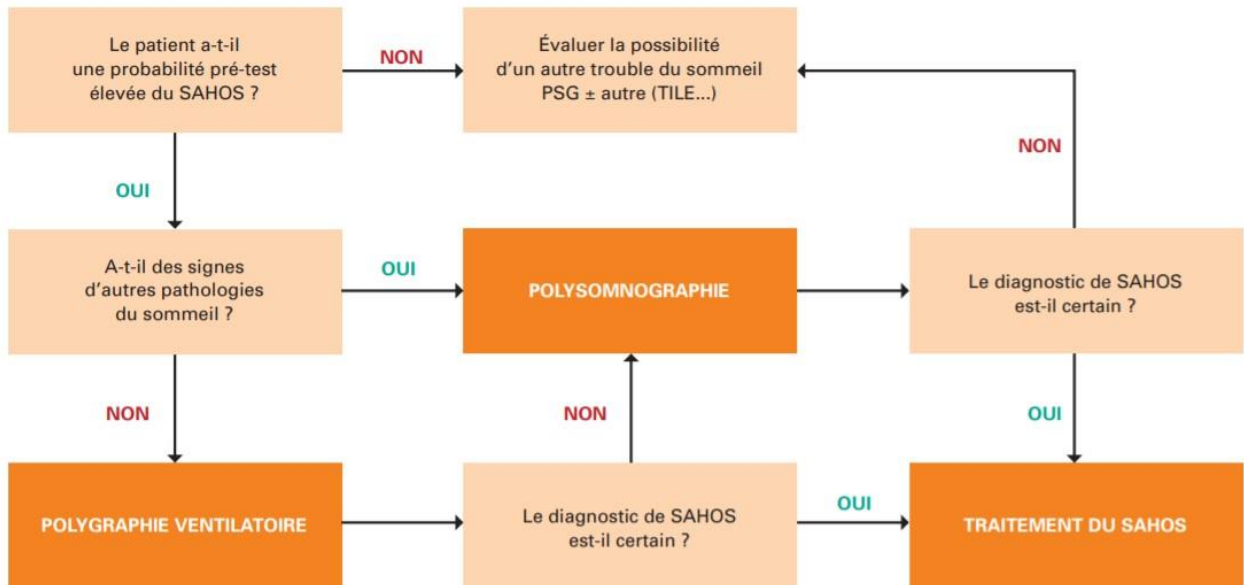 Le patient a-t-il
une probabilité pré-test
élevée du SAHOS ?
NON
Évaluer la possibilité
d'un autre trouble du sommeil
PSG ± autre (TILE...)
NON
OUI
A-t-il des signes
d'autres pathologies
du sommeil ?
OUI
POLYSOMNOGRAPHIE
Le diagnostic de SAHOS
est-il certain ?
NON
NON
OUI
POLYGRAPHIE VENTILATOIRE
Le diagnostic de SAHOS
est-il certain ?
OUI
TRAITEMENT DU SAHOS